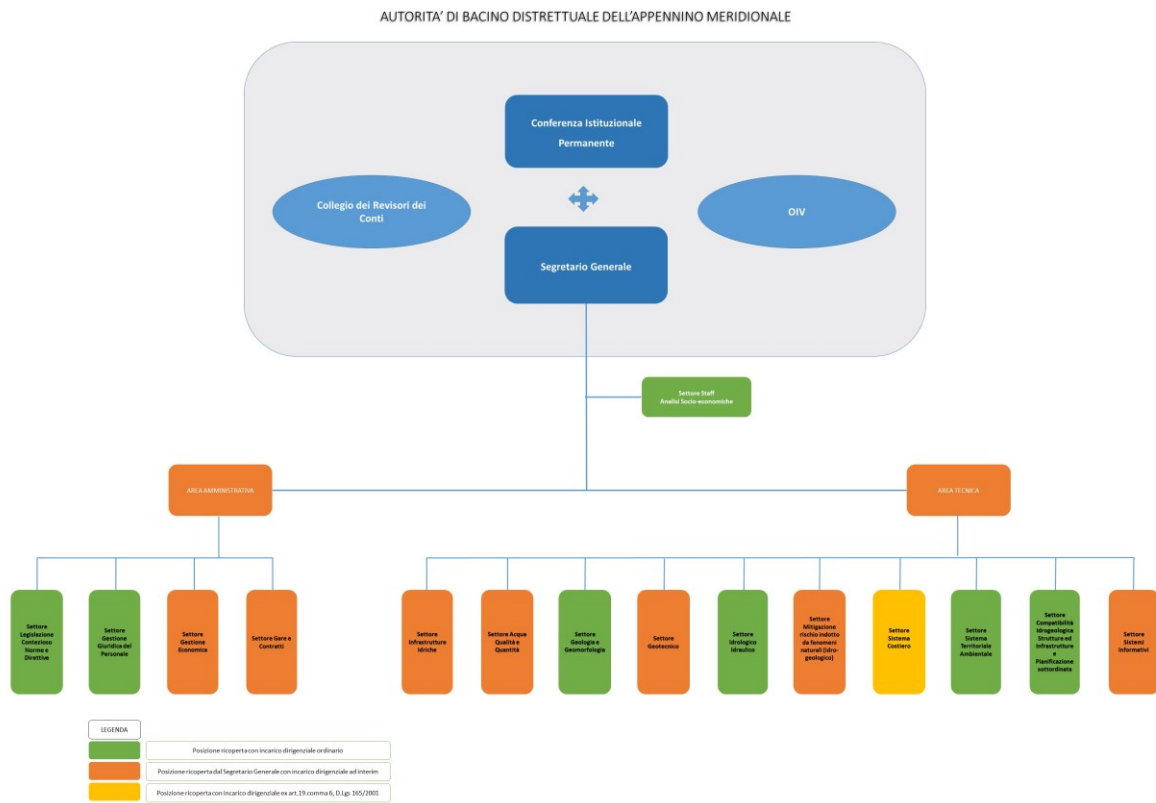 AUTORITA’ DI BACINO DISTRETTUALE DELL’APPENNINO MERIDIONALE
Conferenza Istituzionale
Permanente
Collegio dei Revisori dei
Conti
OIV
Segretario Generale
Settore Staff
Analisi Socio-economiche
AREA AMMINISTRATIVA
AREA TECNICA
Settore
Legislazione
Contezioso
Norme e
Direttive
Settore
Gestione
Giuridica del
Personale
Settore
Gestione
Economica
Settore Gare e
Contratti
Settore
Infrastrutture
Idriche
Settore Acqua
Qualità e
Quantità
Settore
Geologia e
Geomorfologia
Settore
Geotecnico
Settore
Idrologico
Idraulico
Settore
Mitigazione
rischio indotto
da fenomeni
naturali (idro-
geologico)
Settore
Sistema
Costiero
Settore
Sistema
Territoriale
Ambientale
Settore
Compatibilità
Idrogeologica
Strutture ed
Infrastrutture
e
Pianificazione
sottordinata
Settore
Sistemi
Informativi
LEGENDA
Posizione ricoperta con incarico dirigenziale ordinario
Posizione ricoperta dal Segretario Generale con incarico dirigenziale ad interim
Posizione ricoperta con incarico dirigenziale ex art.19.comma 6, D.Lgs 165/2001